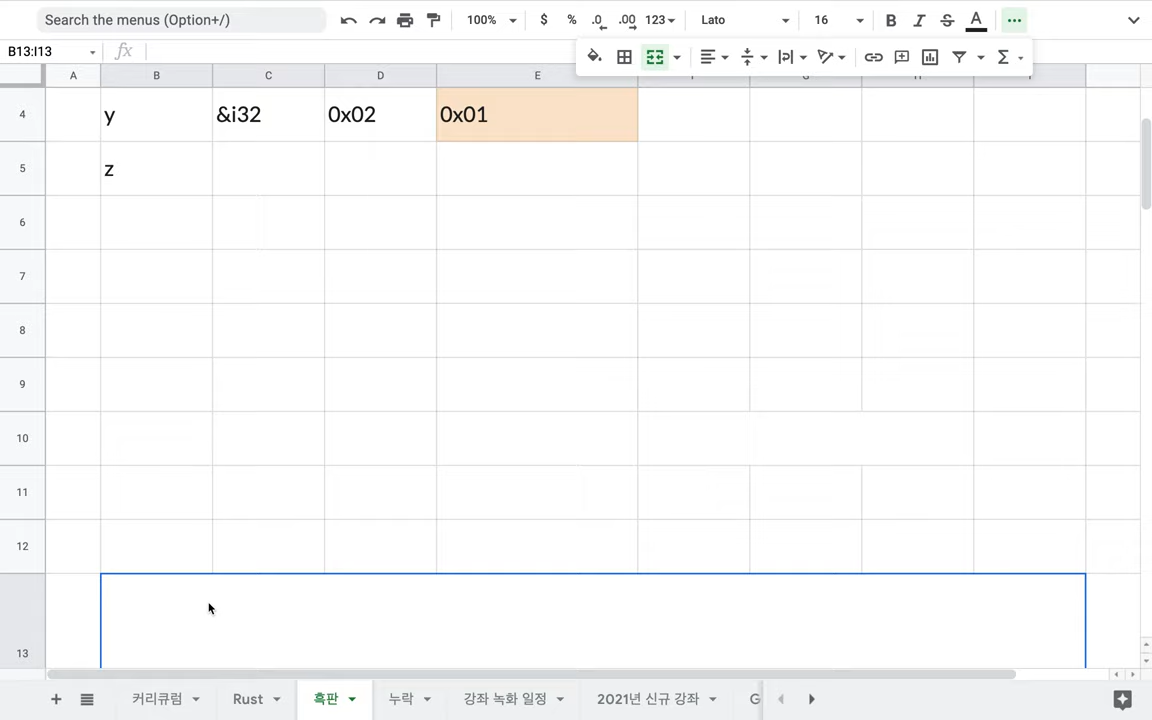 Search the menus (Option+/) 100% $ % .0 .00 123 Lato 16 B I S A
B13:I13 fx
A B C D E
4 y &i32 0x02 0x01
5 z
6
7
8
9
10
11
12
13
커리큘럼 Rust 흑판 누락 강좌 녹화 일정 2021년 신규 강좌 G